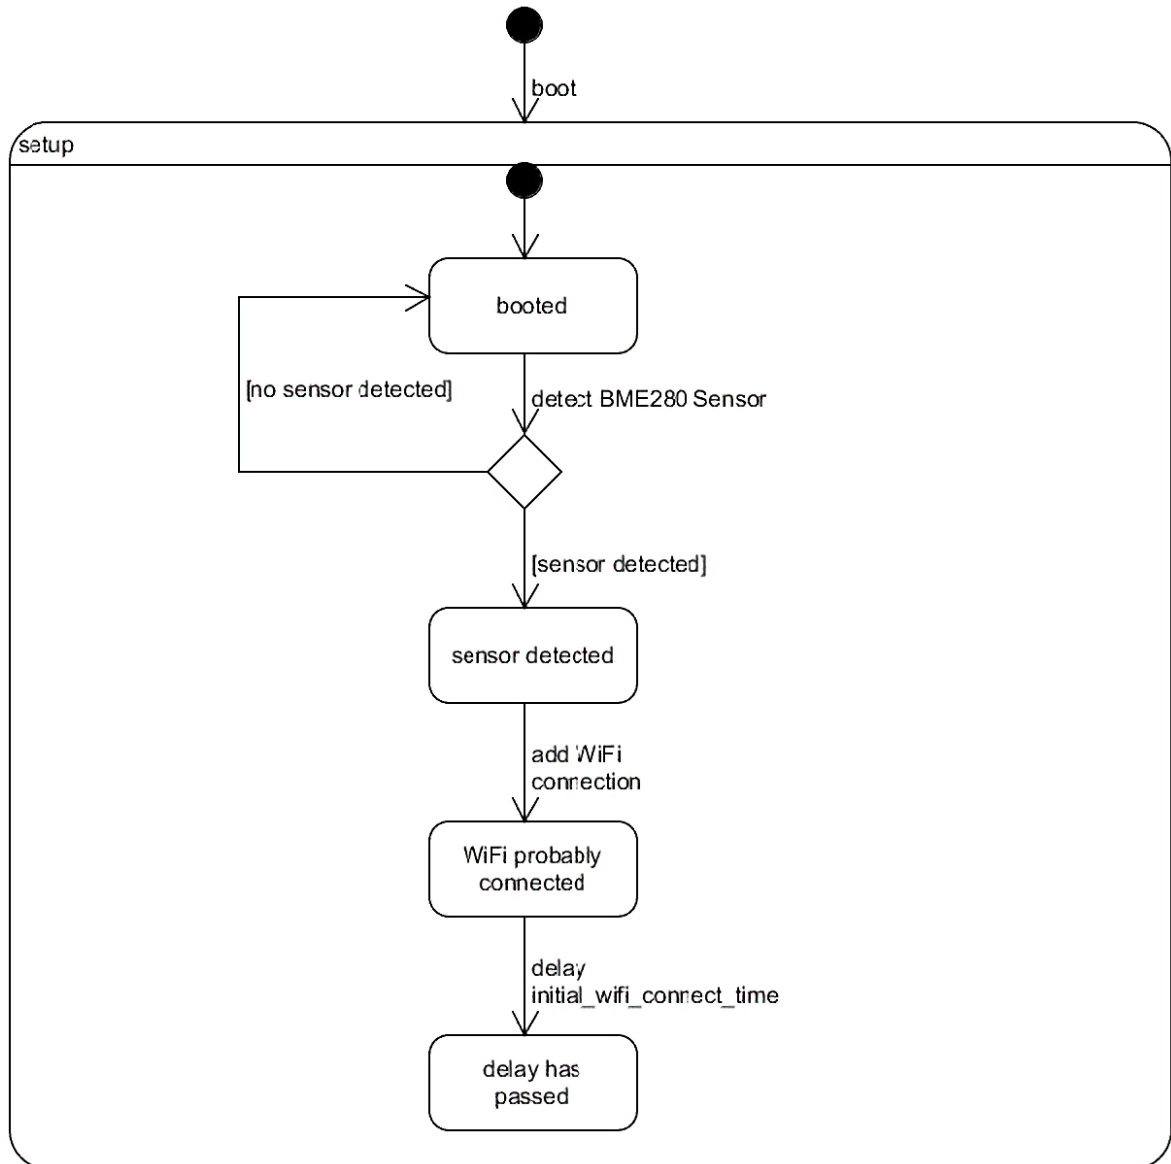 boot
setup
booted
[no sensor detected]
detect BME280 Sensor
[sensor detected]
sensor detected
add WiFi
connection
WiFi probably
connected
delay
initial_wifi_connect_time
delay has
passed